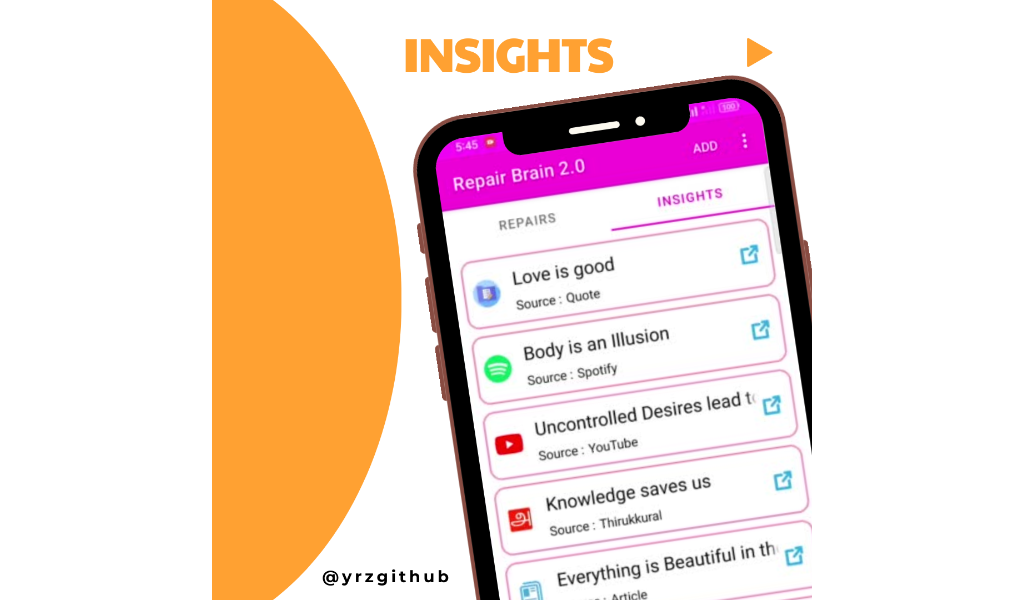 INSIGHTS
5:45
100
Repair Brain 2.0
ADD
REPAIRS
INSIGHTS
Love is good
Source : Quote
Body is an Illusion
Source : Spotify
Uncontrolled Desires lead
Source : YouTube
அ
Knowledge saves us
Source : Thirukkural
Everything is Beautiful in
Article
@yrzgithub